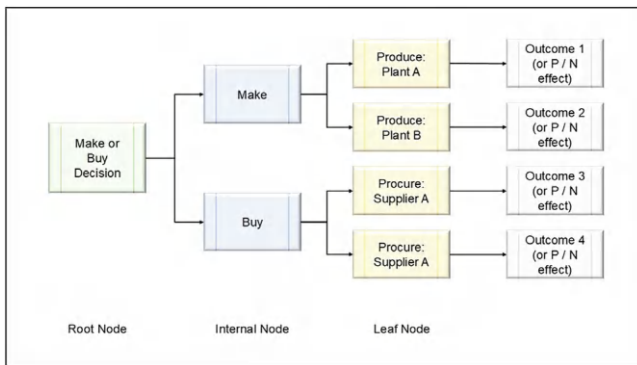 Make or
Buy
Decision
Make
Buy
Produce:
Plant A
Produce:
Plant B
Procure:
Supplier A
Procure:
Supplier A
Outcome 1
(or P / N
effect)
Outcome 2
(or P / N
effect)
Outcome 3
(or P / N
effect)
Outcome 4
(or P / N
effect)
Root Node
Internal Node
Leaf Node